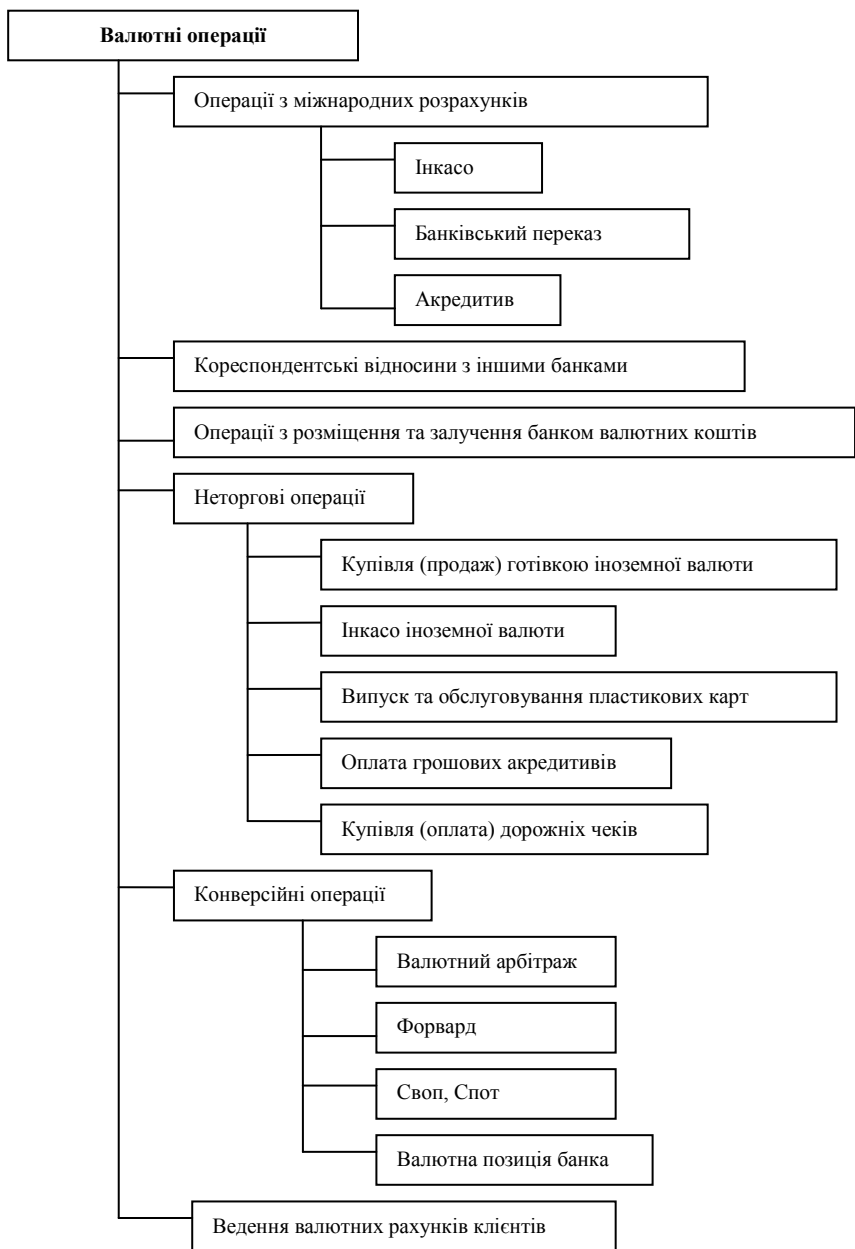 Валютні операції
Операції з міжнародних розрахунків
Інкасо
Банківський переказ
Акредитив
Кореспондентські відносини з іншими банками
Операції з розміщення та залучення банком валютних коштів
Неторгові операції
Купівля (продаж) готівкою іноземної валюти
Інкасо іноземної валюти
Випуск та обслуговування пластикових карт
Оплата грошових акредитивів
Купівля (оплата) дорожніх чеків
Конверсійні операції
Валютний арбітраж
Форвард
Своп, Спот
Валютна позиція банка
Ведення валютних рахунків клієнтів